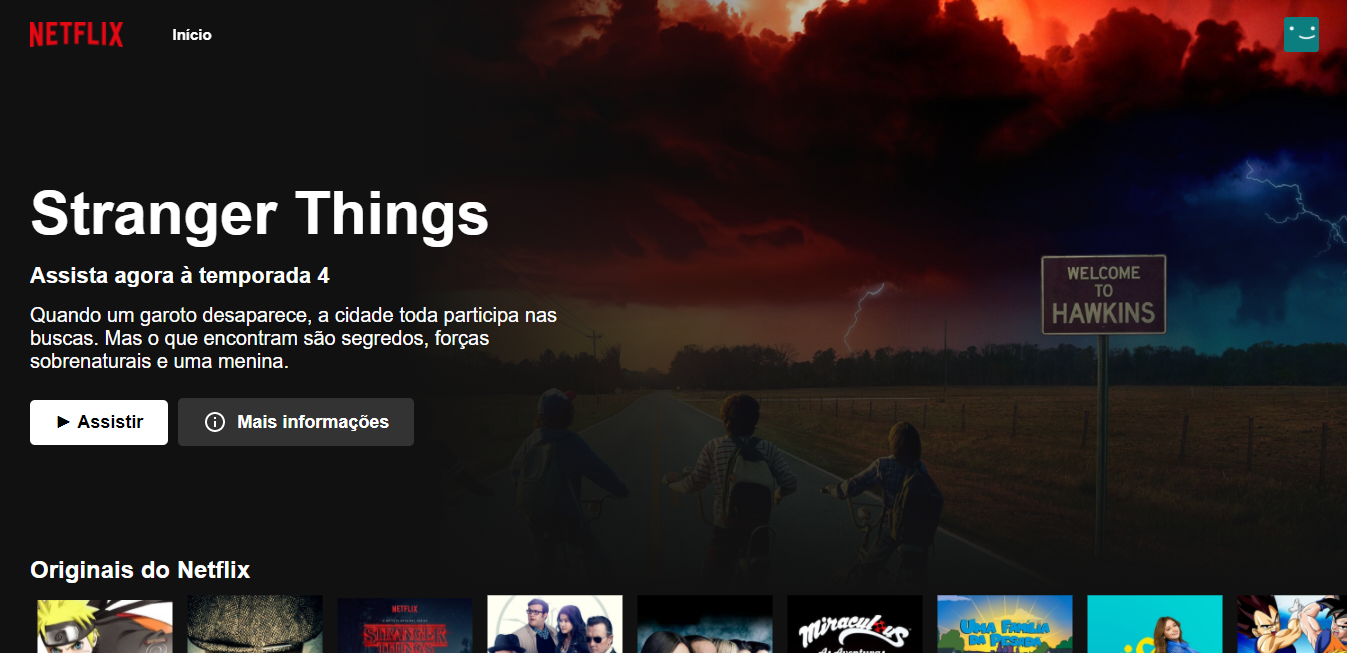 NETFLIX
Início
Stranger Things
Assista agora à temporada 4
Quando um garoto desaparece, a cidade toda participa nas
buscas. Mas o que encontram são segredos, forças
sobrenaturais e uma menina.
Assistir
Mais informações
WELCOME
TO
HAWKINS
Originais do Netflix
NETFLIX
STRANGER
THINGS
Miraculous
As Aventuras
UMA FAMÍLIA
DA PESADA